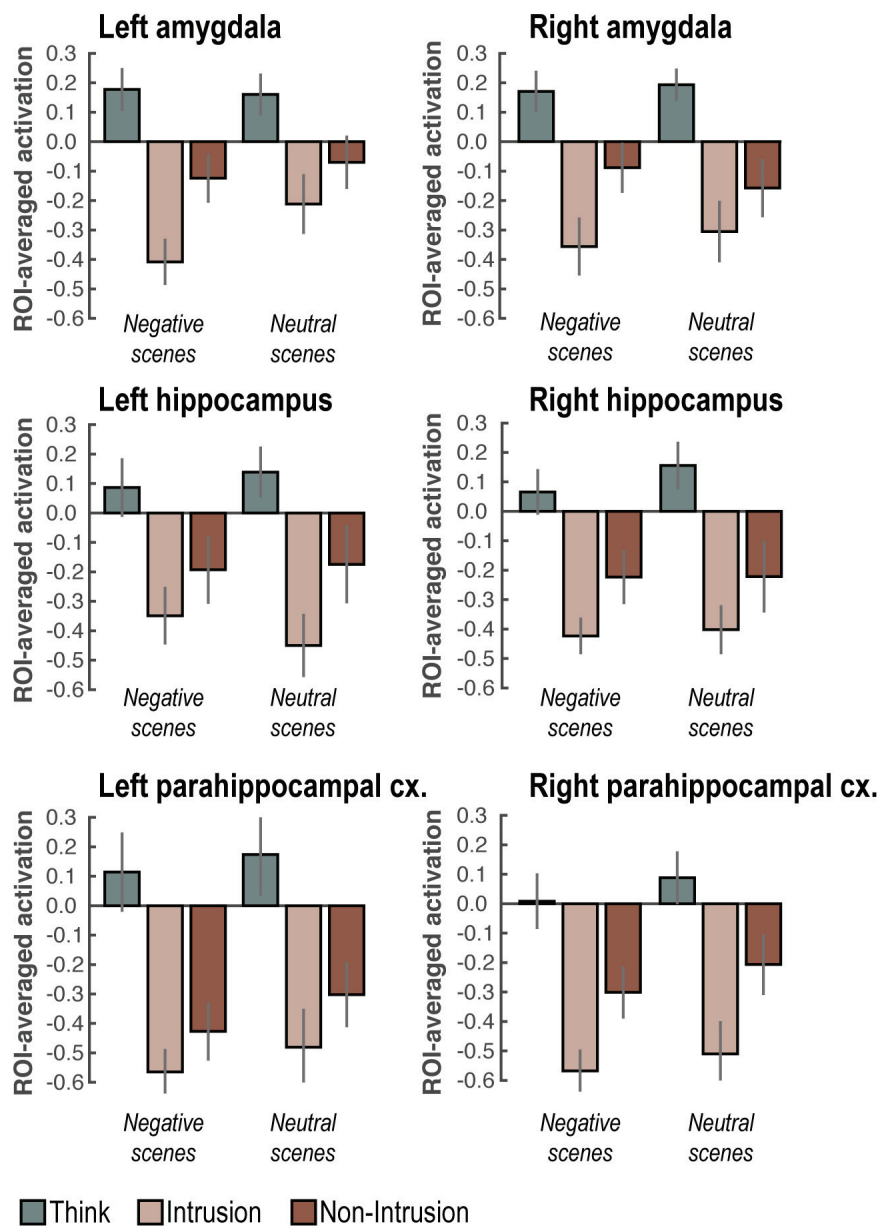 Left amygdala
ROI-averaged activation
0.3
0.2
0.1
0.0
-0.1
-0.2
-0.3
-0.4
-0.5
-0.6
Negative
scenes
Neutral
scenes
Right amygdala
ROI-averaged activation
0.3
0.2
0.1
0.0
-0.1
-0.2
-0.3
-0.4
-0.5
-0.6
Negative
scenes
Neutral
scenes
Left hippocampus
ROI-averaged activation
0.3
0.2
0.1
0.0
-0.1
-0.2
-0.3
-0.4
-0.5
-0.6
Negative
scenes
Neutral
scenes
Right hippocampus
ROI-averaged activation
0.3
0.2
0.1
0.0
-0.1
-0.2
-0.3
-0.4
-0.5
-0.6
Negative
scenes
Neutral
scenes
Left parahippocampal cx.
ROI-averaged activation
0.3
0.2
0.1
0.0
-0.1
-0.2
-0.3
-0.4
-0.5
-0.6
Negative
scenes
Neutral
scenes
Right parahippocampal cx.
ROI-averaged activation
0.3
0.2
0.1
0.0
-0.1
-0.2
-0.3
-0.4
-0.5
-0.6
Negative
scenes
Neutral
scenes
Think Intrusion Non-Intrusion